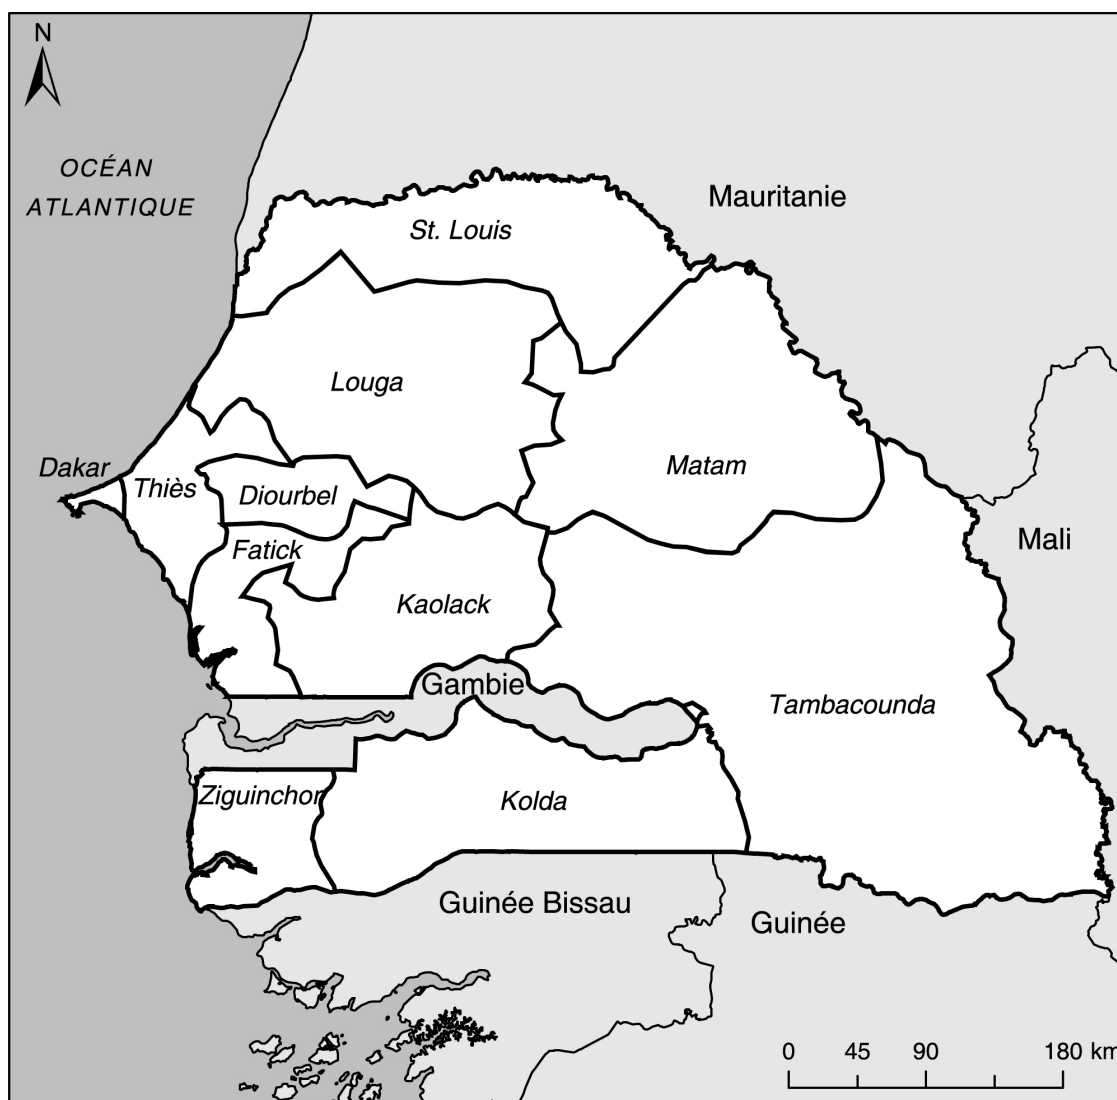 N
OCÉAN
ATLANTIQUE
Mauritanie
St. Louis
Louga
Matam
Dakar
Thiès
Diourbel
Mali
Fatick
Kaolack
Gambie
Tambacounda
Ziguinchor
Kolda
Guinée Bissau
Guinée
0 45 90 180 km